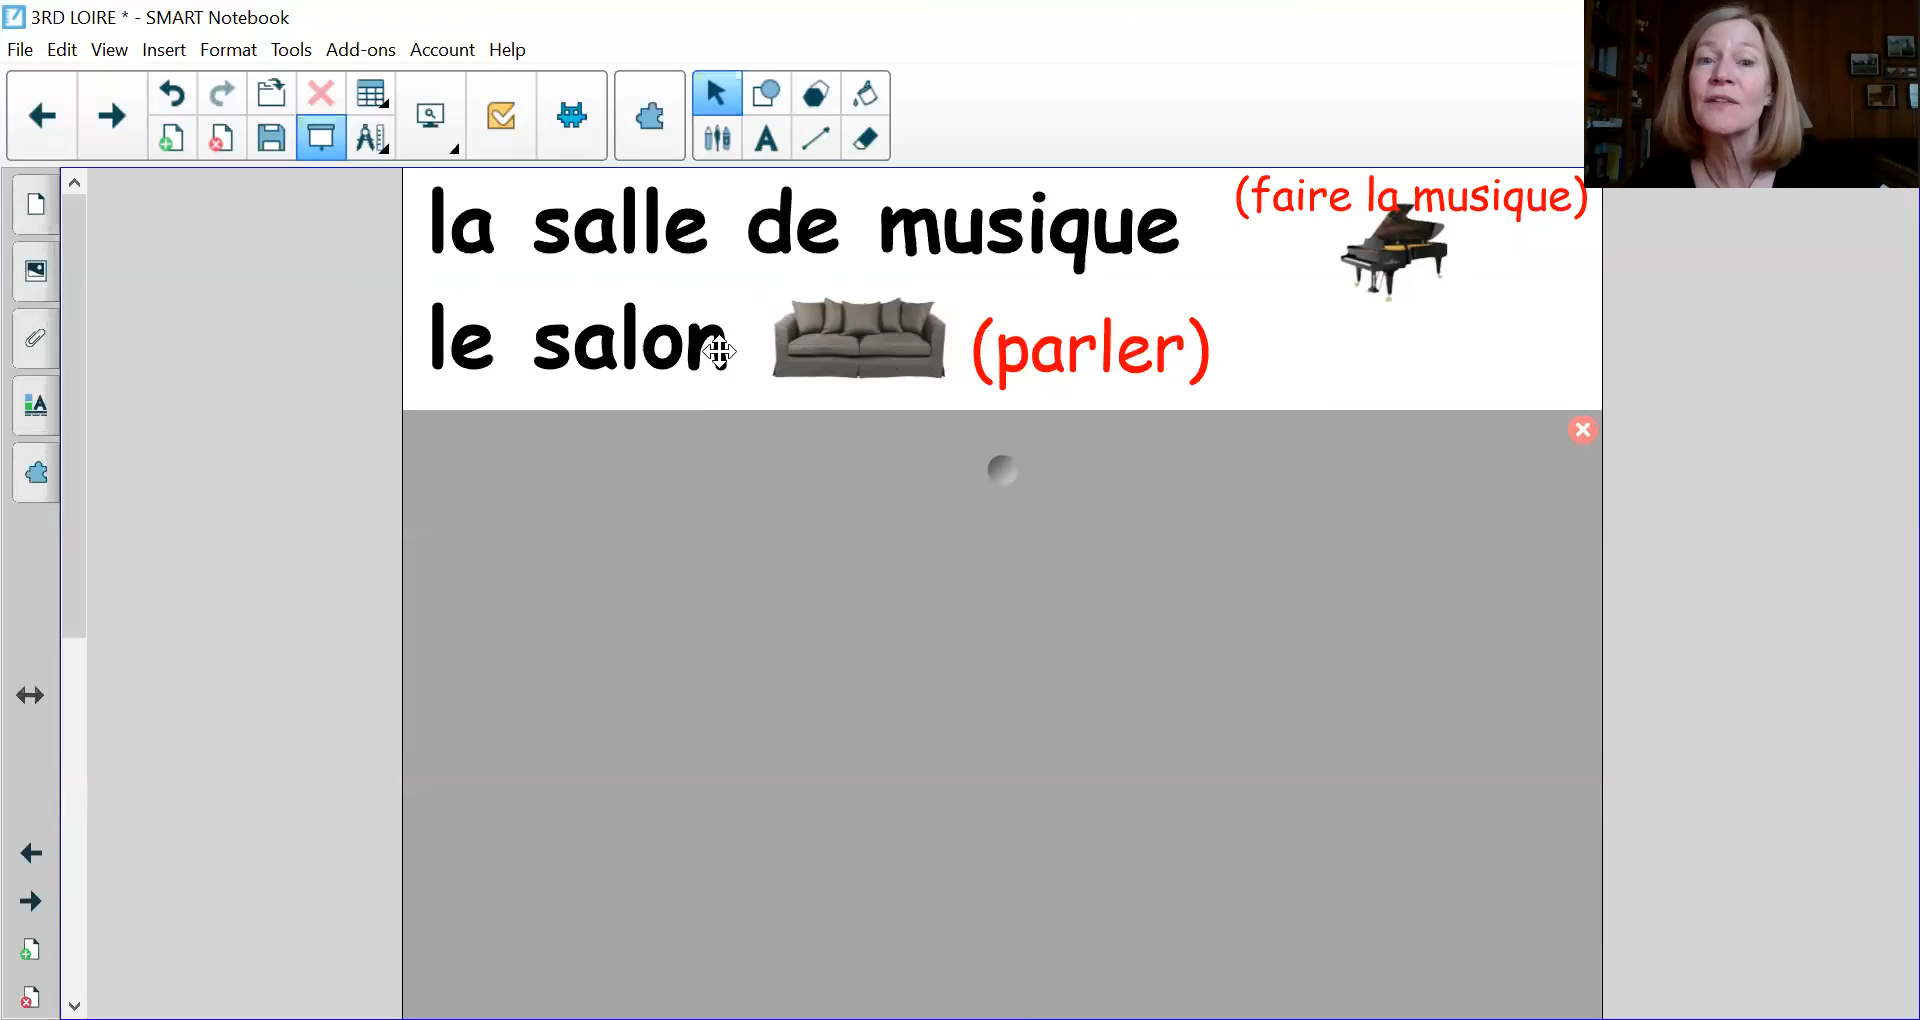 3RD LOIRE * - SMART Notebook
File Edit View Insert Format Tools Add-ons Account Help
la salle de musique (faire la musique)
le salon (parler)